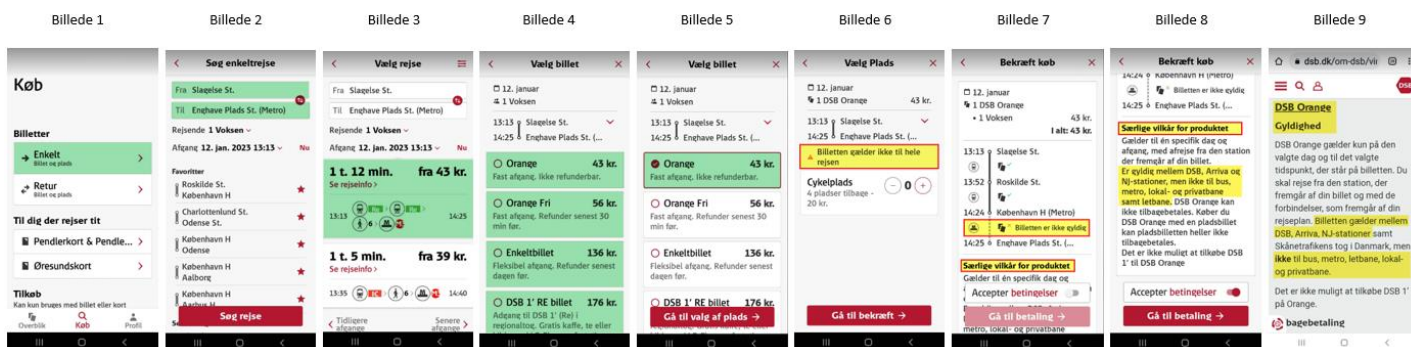 Billede 1
Køb
Billetter
Enkelt
Billet og plads
Retur
Billet og plads
Til dig der rejser tit
Pendlerkort & Pendle...
Øresundskort
Tilkøb
Kan kun bruges med billet eller kort
Overblik Køb Profil
Billede 2
Søg enkeltrejse
Fra Slagelse St.
Til Enghave Plads St. (Metro)
Rejsende 1 Voksen
Afgang 12. jan. 2023 13:13 Nu
Favoritter
Roskilde St.
København H
Charlottenlund St.
Odense St.
København H
Odense
København H
Aalborg
København H
Aarhus H
Søg rejse
Billede 3
Vælg rejse
Fra Slagelse St.
Til Enghave Plads St. (Metro)
Rejsende 1 Voksen
Afgang 12. jan. 2023 13:13 Nu
1 t. 12 min. fra 43 kr.
Se rejseinfo >
13:13 Re Re 14:25
6
1 t. 5 min. fra 39 kr.
Se rejseinfo >
13:35 IC 6 14:40
Tidligere afgange Senere afgange
Billede 4
Vælg billet
12. januar
1 Voksen
13:13 Slagelse St.
14:25 Enghave Plads St. (...
Orange 43 kr.
Fast afgang. Ikke refunderbar.
Orange Fri 56 kr.
Fast afgang. Refunder senest 30
min før.
Enkeltbillet 136 kr.
Fleksibel afgang. Refunder senest
dagen før.
DSB 1' RE billet 176 kr.
Adgang til DSB 1' (Re) i
regionaltog. Gratis kaffe, te eller
Billede 5
Vælg billet
12. januar
1 Voksen
13:13 Slagelse St.
14:25 Enghave Plads St. (...
Orange 43 kr.
Fast afgang. Ikke refunderbar.
Orange Fri 56 kr.
Fast afgang. Refunder senest 30
min før.
Enkeltbillet 136 kr.
Fleksibel afgang. Refunder senest
dagen før.
DSB 1' RE billet 176 kr.
Gå til valg af plads →
Billede 6
Vælg Plads
12. januar
1 DSB Orange 43 kr.
13:13 Slagelse St.
14:25 Enghave Plads St. (...
Billetten gælder ikke til hele
rejsen
Cykelplads
4 pladser tilbage -
20 kr.
0
Gå til bekræft →
Billede 7
Bekræft køb
12. januar
1 DSB Orange
• 1 Voksen 43 kr.
I alt: 43 kr.
13:13 Slagelse St.
13:52 Roskilde St.
14:24 København H (Metro)
Billetten er ikke gyldig
14:25 Enghave Plads St. (...
Særlige vilkår for produktet
Gælder til én specifik dag og
Accepter betingelser
Gå til betaling →
metro, lokal- og privatbane
Billede 8
Bekræft køb
14:24 København H (Metro)
Billetten er ikke gyldig
14:25 Enghave Plads St. (...
Særlige vilkår for produktet
Gælder til én specifik dag og
afgang, med afrejse fra den station
der fremgår af din billet.
Er gyldig mellem DSB, Arriva og
NJ-stationer, men ikke til bus,
metro, lokal- og privatbane
samt letbane. DSB Orange kan
ikke tilbagebetales. Køber du
DSB Orange med en pladsbillet
kan pladsbilletten heller ikke
tilbagebetales.
Det er ikke muligt at tilkøbe DSB
1' til DSB Orange
Accepter betingelser
Gå til betaling →
Billede 9
dsb.dk/om-dsb/vir
DSB
DSB Orange
Gyldighed
DSB Orange gælder kun på den
valgte dag og til det valgte
tidspunkt, der står på billetten. Du
skal rejse fra den station, der
fremgår af din billet og med de
forbindelser, som fremgår af din
rejseplan. Billetten gælder mellem
DSB, Arriva, NJ-stationer samt
Skånetrafikens tog i Danmark, men
ikke til bus, metro, letbane, lokal-
og privatbane.
Det er ikke muligt at tilkøbe DSB 1'
på Orange.
bagebetaling